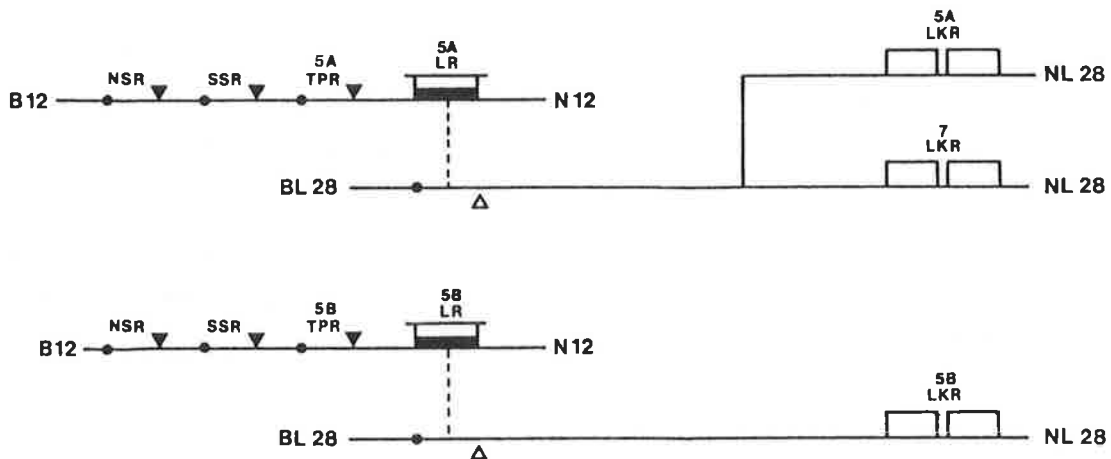 5A
LKR
NL 28
5A
LR
5A
TPR
NSR
SSR
B12
N12
7
LKR
BL 28
NL 28
5B
LR
5B
TPR
NSR
SSR
B12
N12
5B
LKR
BL 28
NL 28